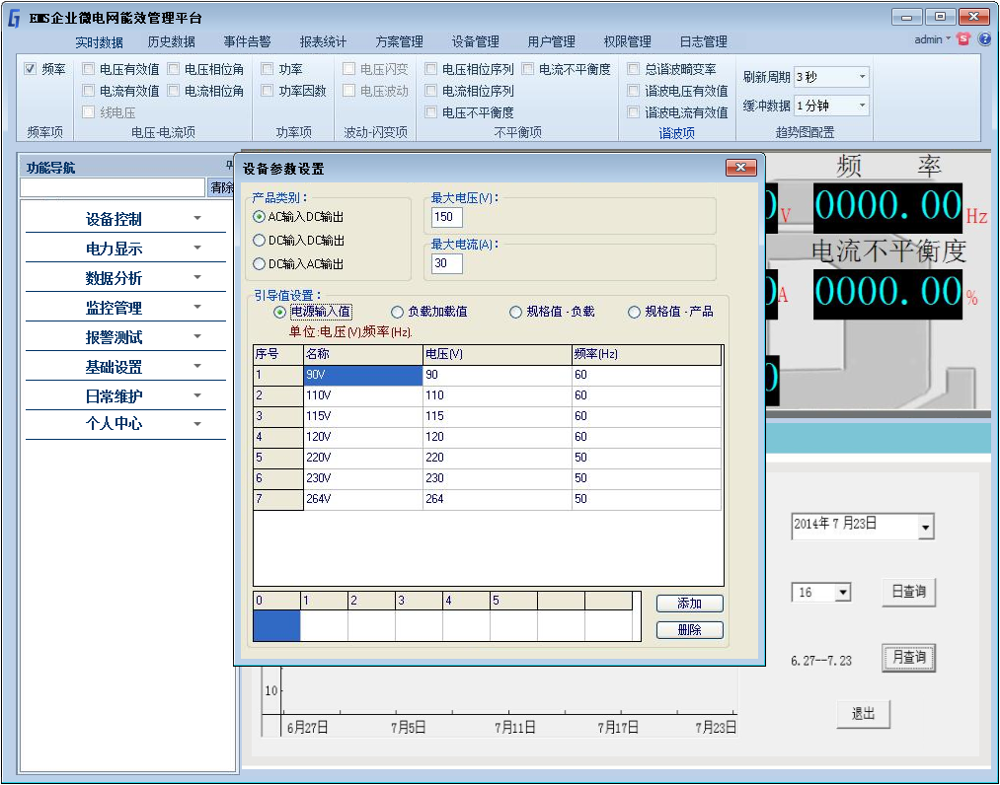 EMS企业微电网能效管理平台
实时数据 历史数据 事件告警 报表统计 方案管理 设备管理 用户管理 权限管理 日志管理 admin
频率 电压有效值 电压相位角 功率 电压闪变 电压相位序列 电流不平衡度 总谐波畸变率 刷新周期 3秒
电流有效值 电流相位角 功率因数 电压波动 电流相位序列 谐波电压有效值 缓冲数据 1分钟
线电压 电压不平衡度 谐波电流有效值
频率项 电压-电流项 功率项 波动-闪变项 不平衡项 谐波项 趋势图配置
功能导航
清除
设备控制
电力显示
数据分析
监控管理
报警测试
基础设置
日常维护
个人中心
设备参数设置
产品类别：
AC输入DC输出
DC输入DC输出
DC输入AC输出
最大电压(V)：
150
最大电流(A)：
30
引导值设置：
电源输入值 负载加载值 规格值-负载 规格值-产品
单位:电压(V),频率(Hz).
序号 名称 电压(V) 频率(Hz)
1 90V 90 60
2 110V 110 60
3 115V 115 60
4 120V 120 60
5 220V 220 50
6 230V 230 50
7 264V 264 50
0 1 2 3 4 5
添加
删除
频 率
0 V 0000.00 Hz
电流不平衡度
0 A 0000.00 %
0
2014年 7 月23日
16 日查询
6.27--7.23 月查询
退出
10
6月27日 7月5日 7月11日 7月17日 7月23日